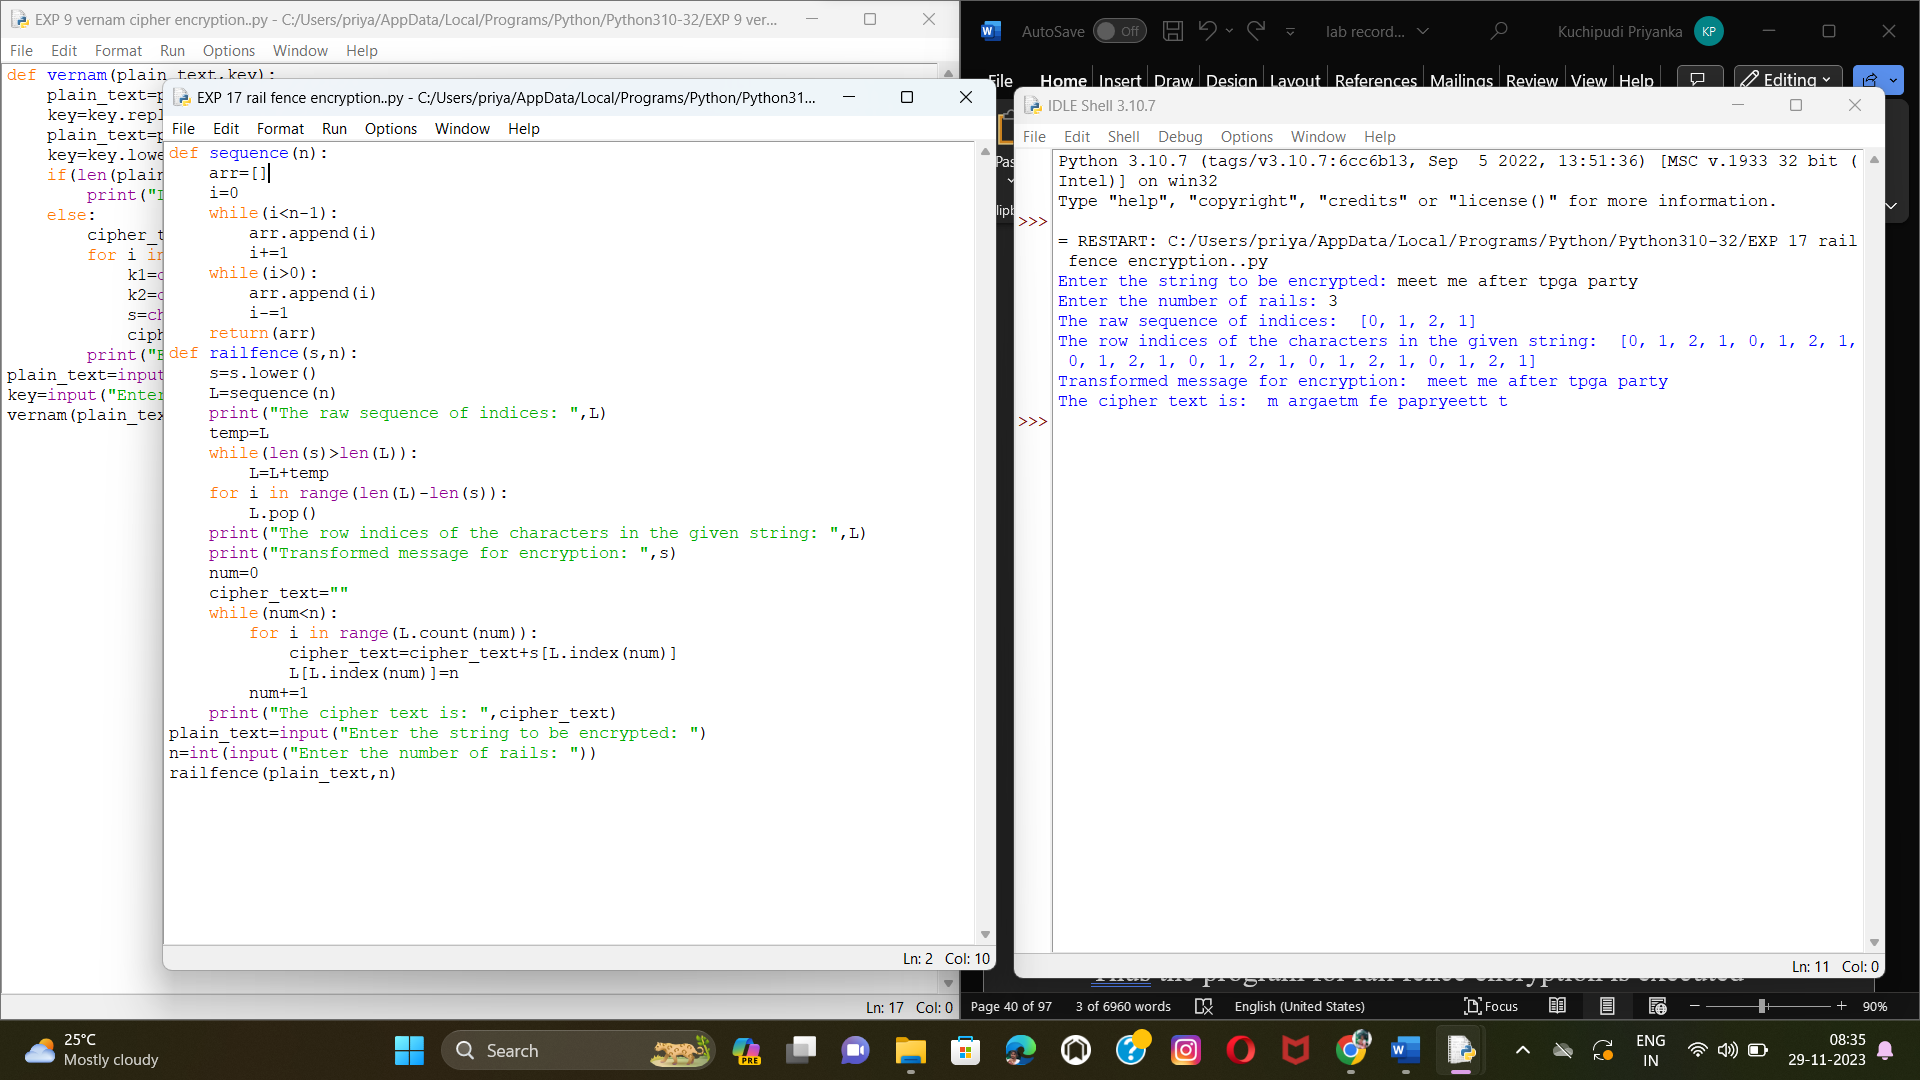 EXP 9 vernam cipher encryption..py - C:/Users/priya/AppData/Local/Programs/Python/Python310-32/EXP 9 ver...
File Edit Format Run Options Window Help
def vernam(plain_text,key):
plain_text=
key=key.repl
plain_text=
key=key.lowe
if(len(plain
print("
else:
cipher_t
for i in
k1=
k2=
s=ch
ciph
print("
plain_text=input
key=input("Enter
vernam(plain_tex
Ln: 17 Col: 0
EXP 17 rail fence encryption..py - C:/Users/priya/AppData/Local/Programs/Python/Python31...
File Edit Format Run Options Window Help
def sequence(n):
arr=[]
i=0
while(i<n-1):
arr.append(i)
i+=1
while(i>0):
arr.append(i)
i-=1
return(arr)
def railfence(s,n):
s=s.lower()
L=sequence(n)
print("The raw sequence of indices: ",L)
temp=L
while(len(s)>len(L)):
L=L+temp
for i in range(len(L)-len(s)):
L.pop()
print("The row indices of the characters in the given string: ",L)
print("Transformed message for encryption: ",s)
num=0
cipher_text=""
while(num<n):
for i in range(L.count(num)):
cipher_text=cipher_text+s[L.index(num)]
L[L.index(num)]=n
num+=1
print("The cipher text is: ",cipher_text)
plain_text=input("Enter the string to be encrypted: ")
n=int(input("Enter the number of rails: "))
railfence(plain_text,n)
Ln: 2 Col: 10
AutoSave Off lab record... Kuchipudi Priyanka KP
File Home Insert Draw Design Layout References Mailings Review View Help Editing
Pas
lipb
IDLE Shell 3.10.7
File Edit Shell Debug Options Window Help
Python 3.10.7 (tags/v3.10.7:6cc6b13, Sep  5 2022, 13:51:36) [MSC v.1933 32 bit (
Intel)] on win32
Type "help", "copyright", "credits" or "license()" for more information.
>>>
= RESTART: C:/Users/priya/AppData/Local/Programs/Python/Python310-32/EXP 17 rail
fence encryption..py
Enter the string to be encrypted: meet me after tpga party
Enter the number of rails: 3
The raw sequence of indices:  [0, 1, 2, 1]
The row indices of the characters in the given string:  [0, 1, 2, 1, 0, 1, 2, 1,
0, 1, 2, 1, 0, 1, 2, 1, 0, 1, 2, 1, 0, 1, 2, 1]
Transformed message for encryption:  meet me after tpga party
The cipher text is:  m argaetm fe papryeett t
>>>
Ln: 11 Col: 0
Thus the program for rail fence encryption is executed
Page 40 of 97 3 of 6960 words English (United States) Focus 90%
25°C
Mostly cloudy
Search
PRE
ENG
IN
08:35
29-11-2023